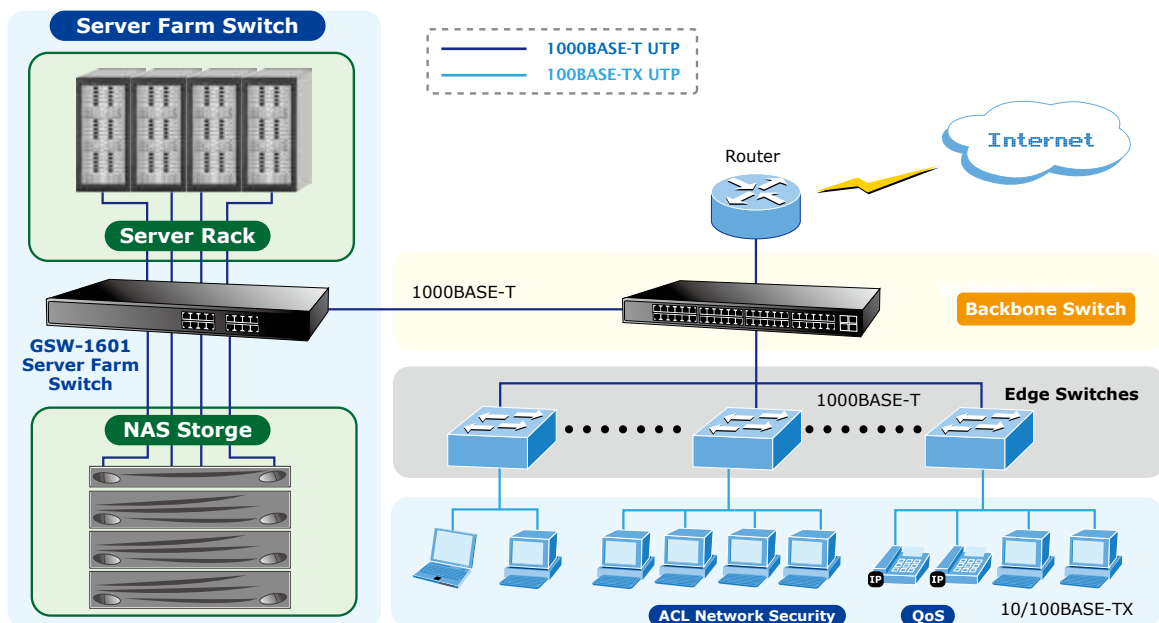 Server Farm Switch
1000BASE-T UTP
100BASE-TX UTP
Internet
Router
Server Rack
1000BASE-T
Backbone Switch
GSW-1601
Server Farm
Switch
Edge Switches
1000BASE-T
NAS Storge
IP
IP
ACL Network Security
QoS
10/100BASE-TX